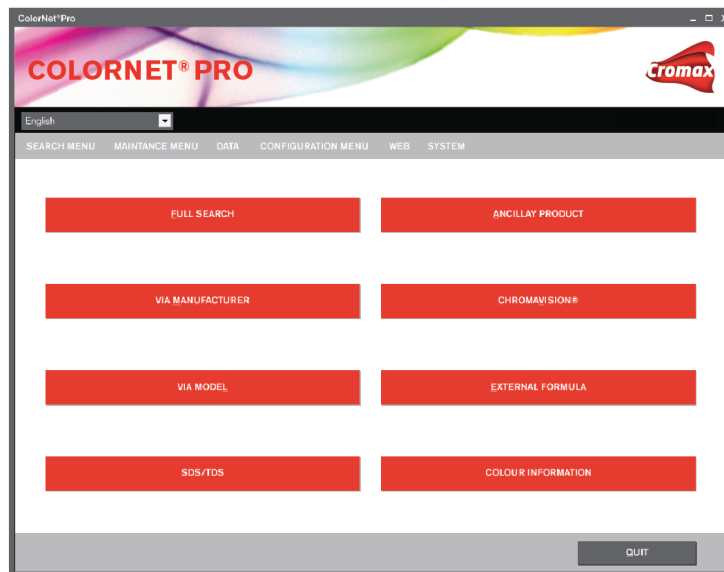 ColorNet®Pro
COLORNET® PRO
Cromax
English
SEARCH MENU MAINTANCE MENU DATA CONFIGURATION MENU WEB SYSTEM
FULL SEARCH ANCILLAY PRODUCT
VIA MANUFACTURER CHROMAVISION®
VIA MODEL EXTERNAL FORMULA
SDS/TDS COLOUR INFORMATION
QUIT